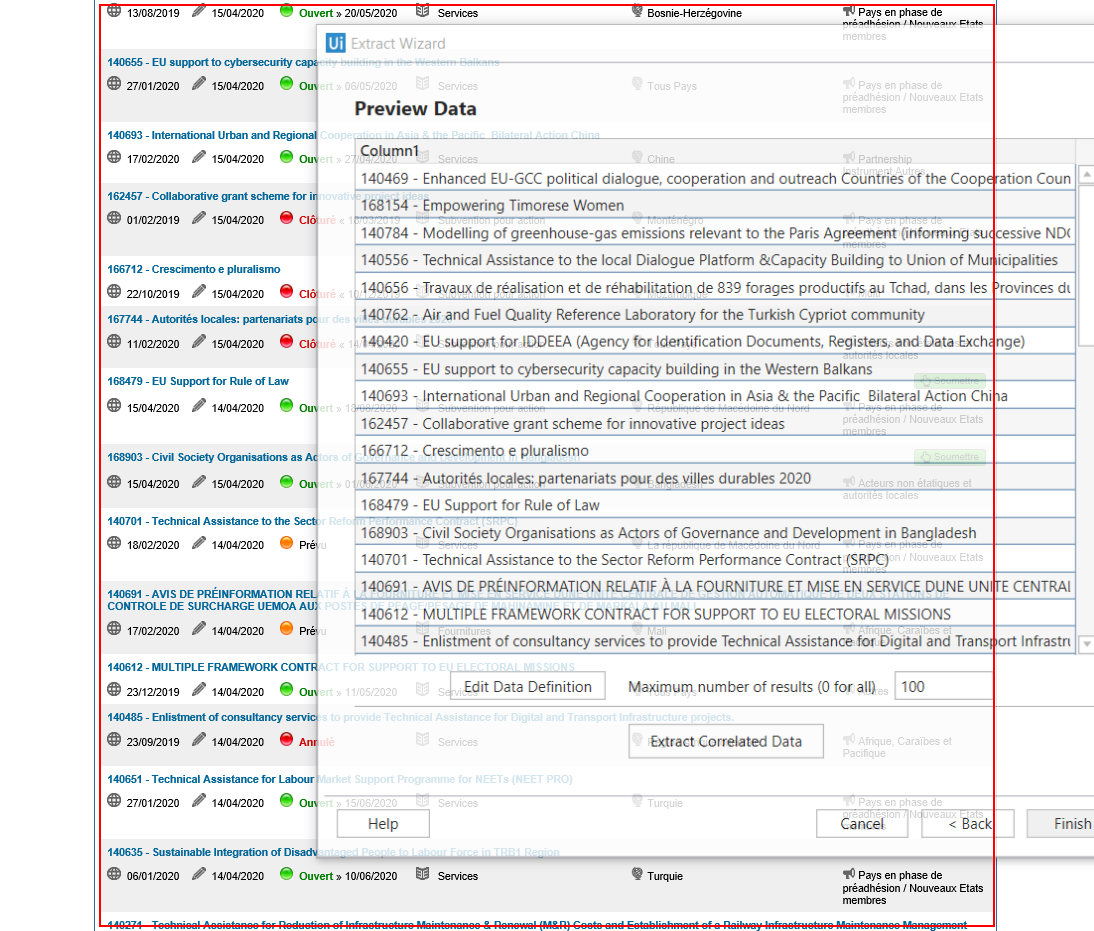 13/08/2019 15/04/2020 Ouvert » 20/05/2020 Services Bosnie-Herzégovine Pays en phase de
préadhésion / Nouveaux Etats
membres
Ui Extract Wizard
140655 - EU support to cybersecurity capacity building in the Western Balkans
27/01/2020 15/04/2020 Ouvert » 06/05/2020 Services Tous Pays Pays en phase de
préadhésion / Nouveaux Etats
membres
Preview Data
140693 - International Urban and Regional Cooperation in Asia & the Pacific  Bilateral Action China
17/02/2020 15/04/2020 Ouvert » 27/04/2020 Services Chine Partnership
Instrument Autres
162457 - Collaborative grant scheme for innovative project ideas
01/02/2019 15/04/2020 Clôturé « 18/03/2019 Subvention pour action Monténégro Pays en phase de
préadhésion / Nouveaux Etats
membres
166712 - Crescimento e pluralismo
22/10/2019 15/04/2020 Clôturé « 10/12/2019 Subvention pour action Mozambique
167744 - Autorités locales: partenariats pour des villes durables 2020
11/02/2020 15/04/2020 Clôturé «
autorités locales
168479 - EU Support for Rule of Law Soumettre
15/04/2020 14/04/2020 Ouvert » 18/08/2020 Subvention pour action République de Macédoine du Nord Pays en phase de
préadhésion / Nouveaux Etats
membres
168903 - Civil Society Organisations as Actors of Governance and Development in Bangladesh Soumettre
15/04/2020 15/04/2020 Ouvert » Subvention pour action Bangladesh Acteurs non étatiques et
autorités locales
140701 - Technical Assistance to the Sector Reform Performance Contract (SRPC)
18/02/2020 14/04/2020 Prévu Services La république de Macédoine du Nord Pays en phase de
préadhésion / Nouveaux Etats
membres
140691 - AVIS DE PRÉINFORMATION RELATIF À LA FOURNITURE ET MISE EN SERVICE DUNE UNITE CENTRALE DE GESTION AUTOMATIQUE DE DEUX STATIONS DE
CONTROLE DE SURCHARGE UEMOA AUX POSTES DE PEAGE/PESAGE DE MAHINAMINE ET DE MARKALA AU MALI
17/02/2020 14/04/2020 Prévu Fournitures Mali Afrique, Caraïbes et
140612 - MULTIPLE FRAMEWORK CONTRACT FOR SUPPORT TO EU ELECTORAL MISSIONS
23/12/2019 14/04/2020 Ouvert » 11/05/2020 Services Tous Pays Autres
140485 - Enlistment of consultancy services to provide Technical Assistance for Digital and Transport Infrastructure projects.
23/09/2019 14/04/2020 Annulé Services Afrique, Caraïbes et
Pacifique
140651 - Technical Assistance for Labour Market Support Programme for NEETs (NEET PRO)
27/01/2020 14/04/2020 Ouvert » 15/06/2020 Services Turquie Pays en phase de
préadhésion / Nouveaux Etats
membres
140635 - Sustainable Integration of Disadvantaged People to Labour Force in TRB1 Region
06/01/2020 14/04/2020 Ouvert » 10/06/2020 Services Turquie Pays en phase de
préadhésion / Nouveaux Etats
membres
140271 - Technical Assistance for Reduction of Infrastructure Maintenance & Renewal (M&R) Costs and Establishment of a Railway Infrastructure Maintenance Management
Column1
140469 - Enhanced EU-GCC political dialogue, cooperation and outreach Countries of the Cooperation Coun
168154 - Empowering Timorese Women
140784 - Modelling of greenhouse-gas emissions relevant to the Paris Agreement (informing successive NDC
140556 - Technical Assistance to the local Dialogue Platform &Capacity Building to Union of Municipalities
140656 - Travaux de réalisation et de réhabilitation de 839 forages productifs au Tchad, dans les Provinces du
140762 - Air and Fuel Quality Reference Laboratory for the Turkish Cypriot community
140420 - EU support for IDDEEA (Agency for Identification Documents, Registers, and Data Exchange)
140655 - EU support to cybersecurity capacity building in the Western Balkans
140693 - International Urban and Regional Cooperation in Asia & the Pacific  Bilateral Action China
162457 - Collaborative grant scheme for innovative project ideas
166712 - Crescimento e pluralismo
167744 - Autorités locales: partenariats pour des villes durables 2020
168479 - EU Support for Rule of Law
168903 - Civil Society Organisations as Actors of Governance and Development in Bangladesh
140701 - Technical Assistance to the Sector Reform Performance Contract (SRPC)
140691 - AVIS DE PRÉINFORMATION RELATIF À LA FOURNITURE ET MISE EN SERVICE DUNE UNITE CENTRAL
140612 - MULTIPLE FRAMEWORK CONTRACT FOR SUPPORT TO EU ELECTORAL MISSIONS
140485 - Enlistment of consultancy services to provide Technical Assistance for Digital and Transport Infrastru
Edit Data Definition Maximum number of results (0 for all) 100
Extract Correlated Data
Help Cancel < Back Finish